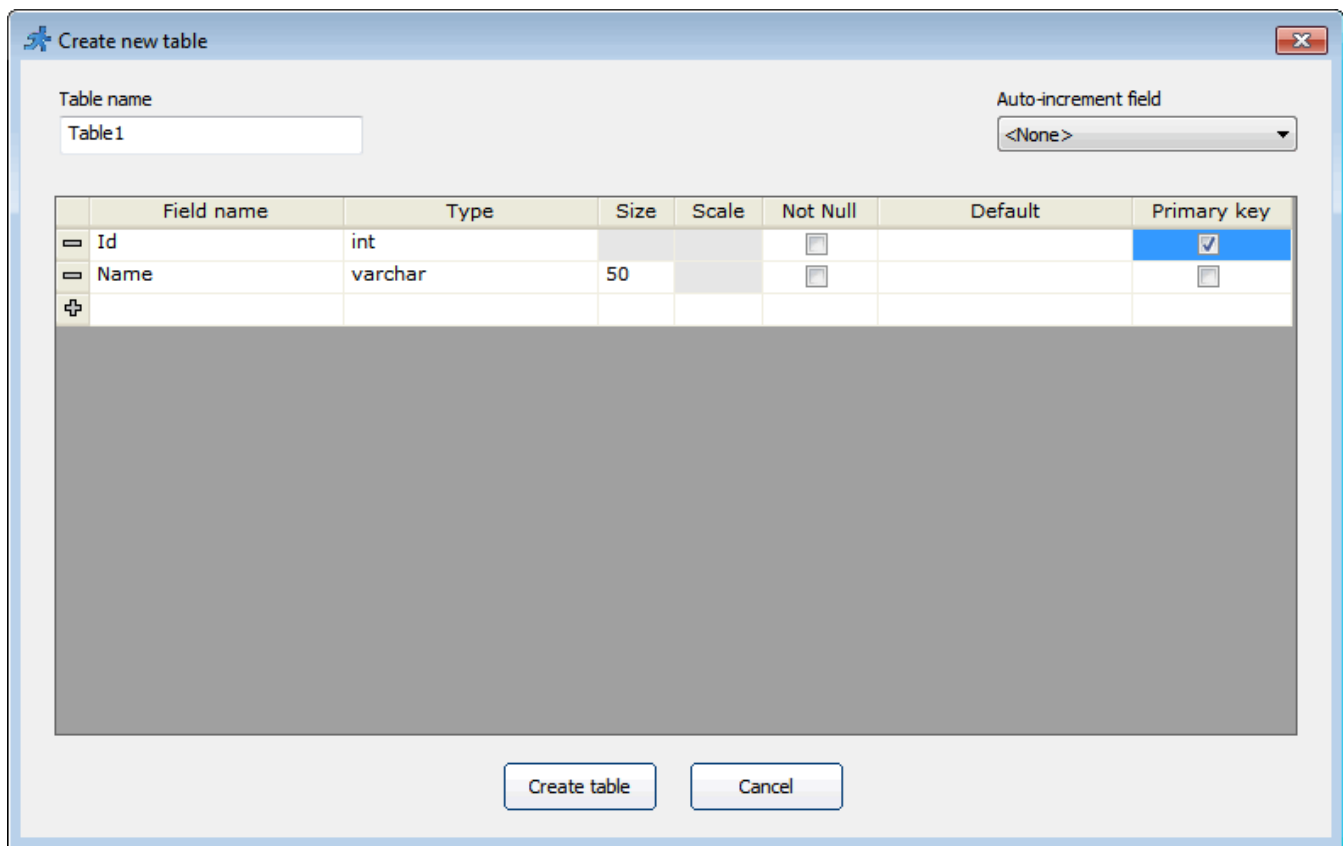 Create new table
Table name Auto-increment field
Table1 <None>
Field name Type Size Scale Not Null Default Primary key
Id int
Name varchar 50
Create table Cancel